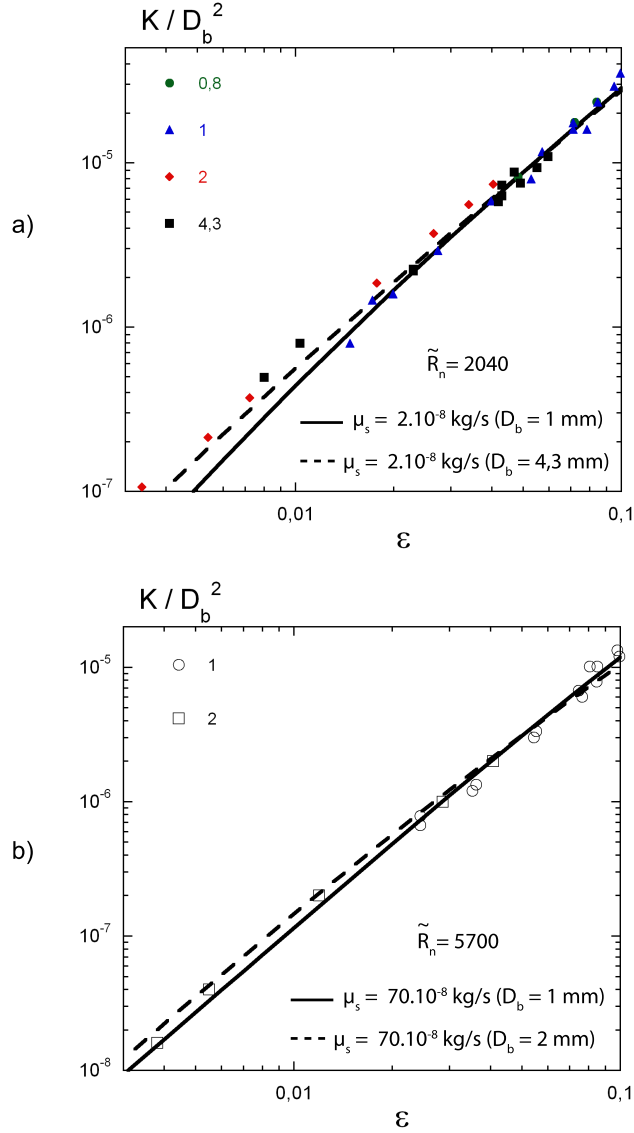 K / D_b^2
a)
0,8
1
2
4,3
10^-5
10^-6
10^-7
R̃_n = 2040
μ_s = 2.10^-8 kg/s (D_b = 1 mm)
μ_s = 2.10^-8 kg/s (D_b = 4,3 mm)
0,01
0,1
ε
K / D_b^2
b)
1
2
10^-5
10^-6
10^-7
10^-8
R̃_n = 5700
μ_s = 70.10^-8 kg/s (D_b = 1 mm)
μ_s = 70.10^-8 kg/s (D_b = 2 mm)
0,01
0,1
ε